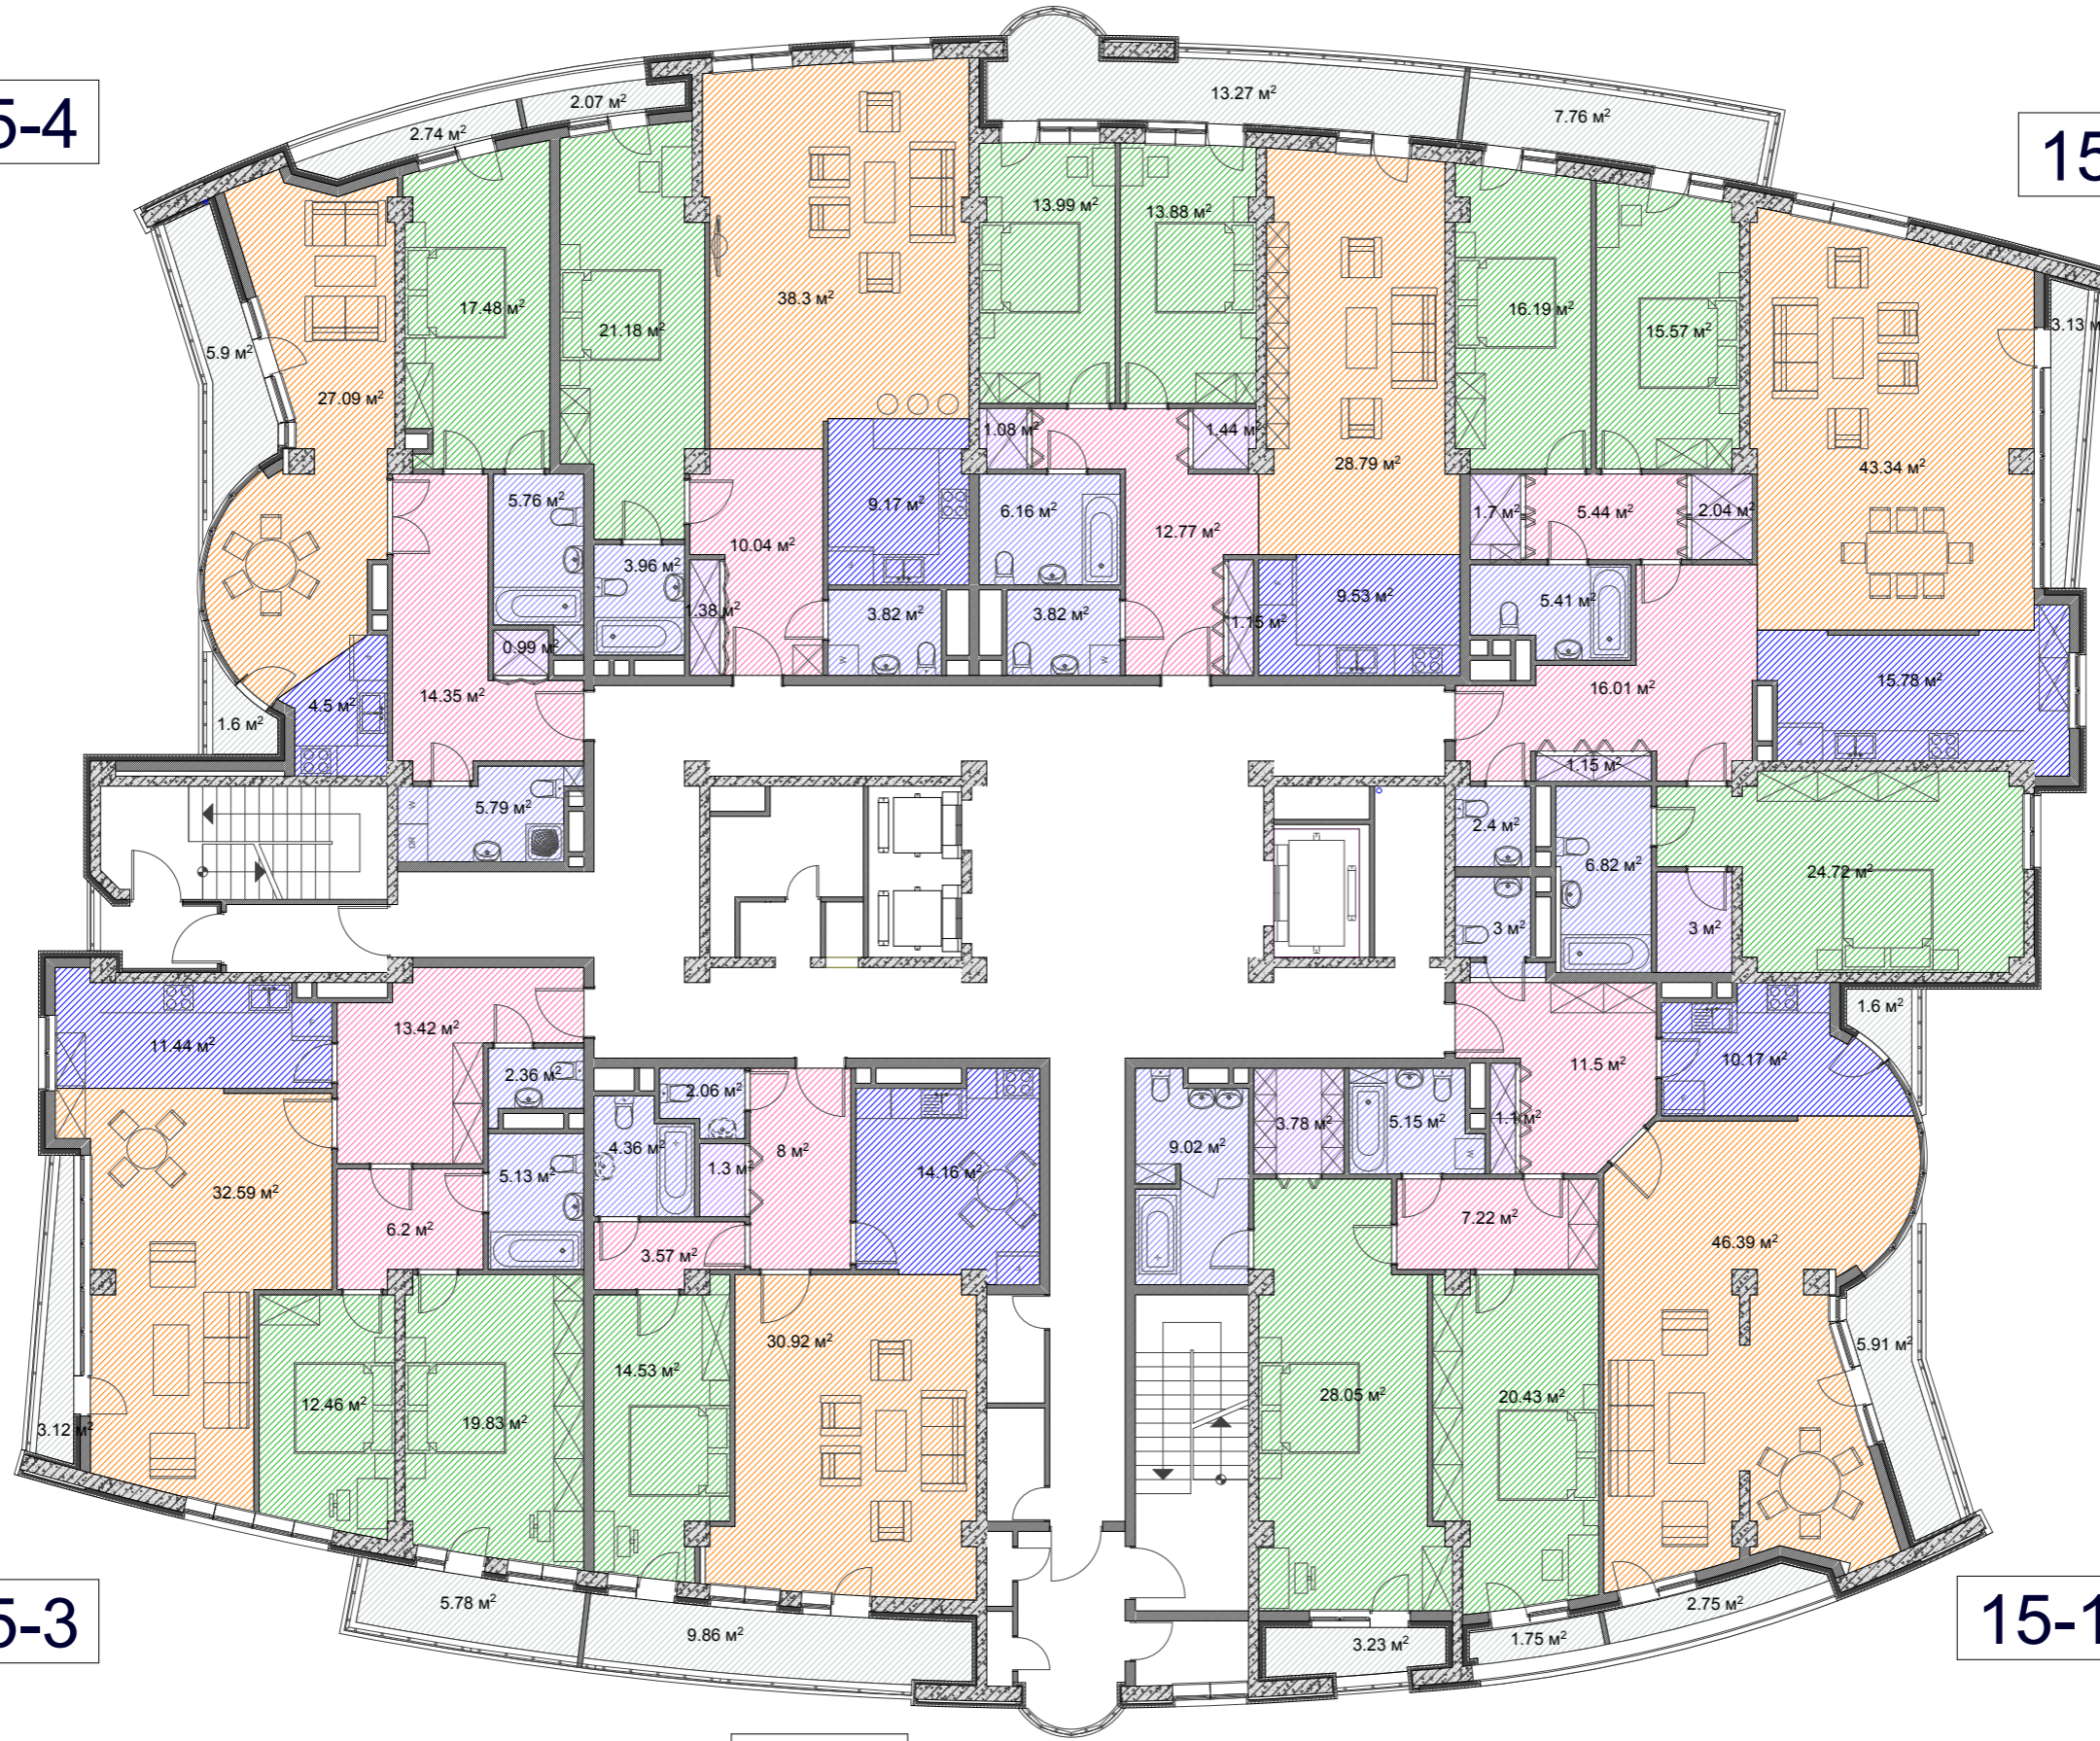 5-4
15
2.07 м²
2.74 м²
13.27 м²
7.76 м²
13.99 м²
13.88 м²
17.48 м²
21.18 м²
38.3 м²
16.19 м²
15.57 м²
3.13 м
5.9 м²
27.09 м²
1.08 м²
1.44 м²
28.79 м²
43.34 м²
5.76 м²
9.17 м²
6.16 м²
12.77 м²
1.7 м²
5.44 м²
2.04 м²
10.04 м²
3.96 м²
1.38 м²
3.82 м²
3.82 м²
1.15 м²
9.53 м²
5.41 м²
0.99 м²
W
W
14.35 м²
4.5 м²
1.6 м²
16.01 м²
15.78 м²
1.15 м²
5.79 м²
W
DR
2.4 м²
6.82 м²
24.72 м²
3 м²
3 м²
1.6 м²
13.42 м²
11.44 м²
2.36 м²
2.06 м²
11.5 м²
10.17 м²
4.36 м²
8 м²
1.3 м²
14.16 м²
9.02 м²
3.78 м²
5.15 м²
W
1.1 м²
5.13 м²
32.59 м²
6.2 м²
3.57 м²
7.22 м²
46.39 м²
30.92 м²
14.53 м²
5.91 м²
12.46 м²
19.83 м²
28.05 м²
20.43 м²
3.12 м²
5.78 м²
9.86 м²
3.23 м²
1.75 м²
2.75 м²
5-3
15-1